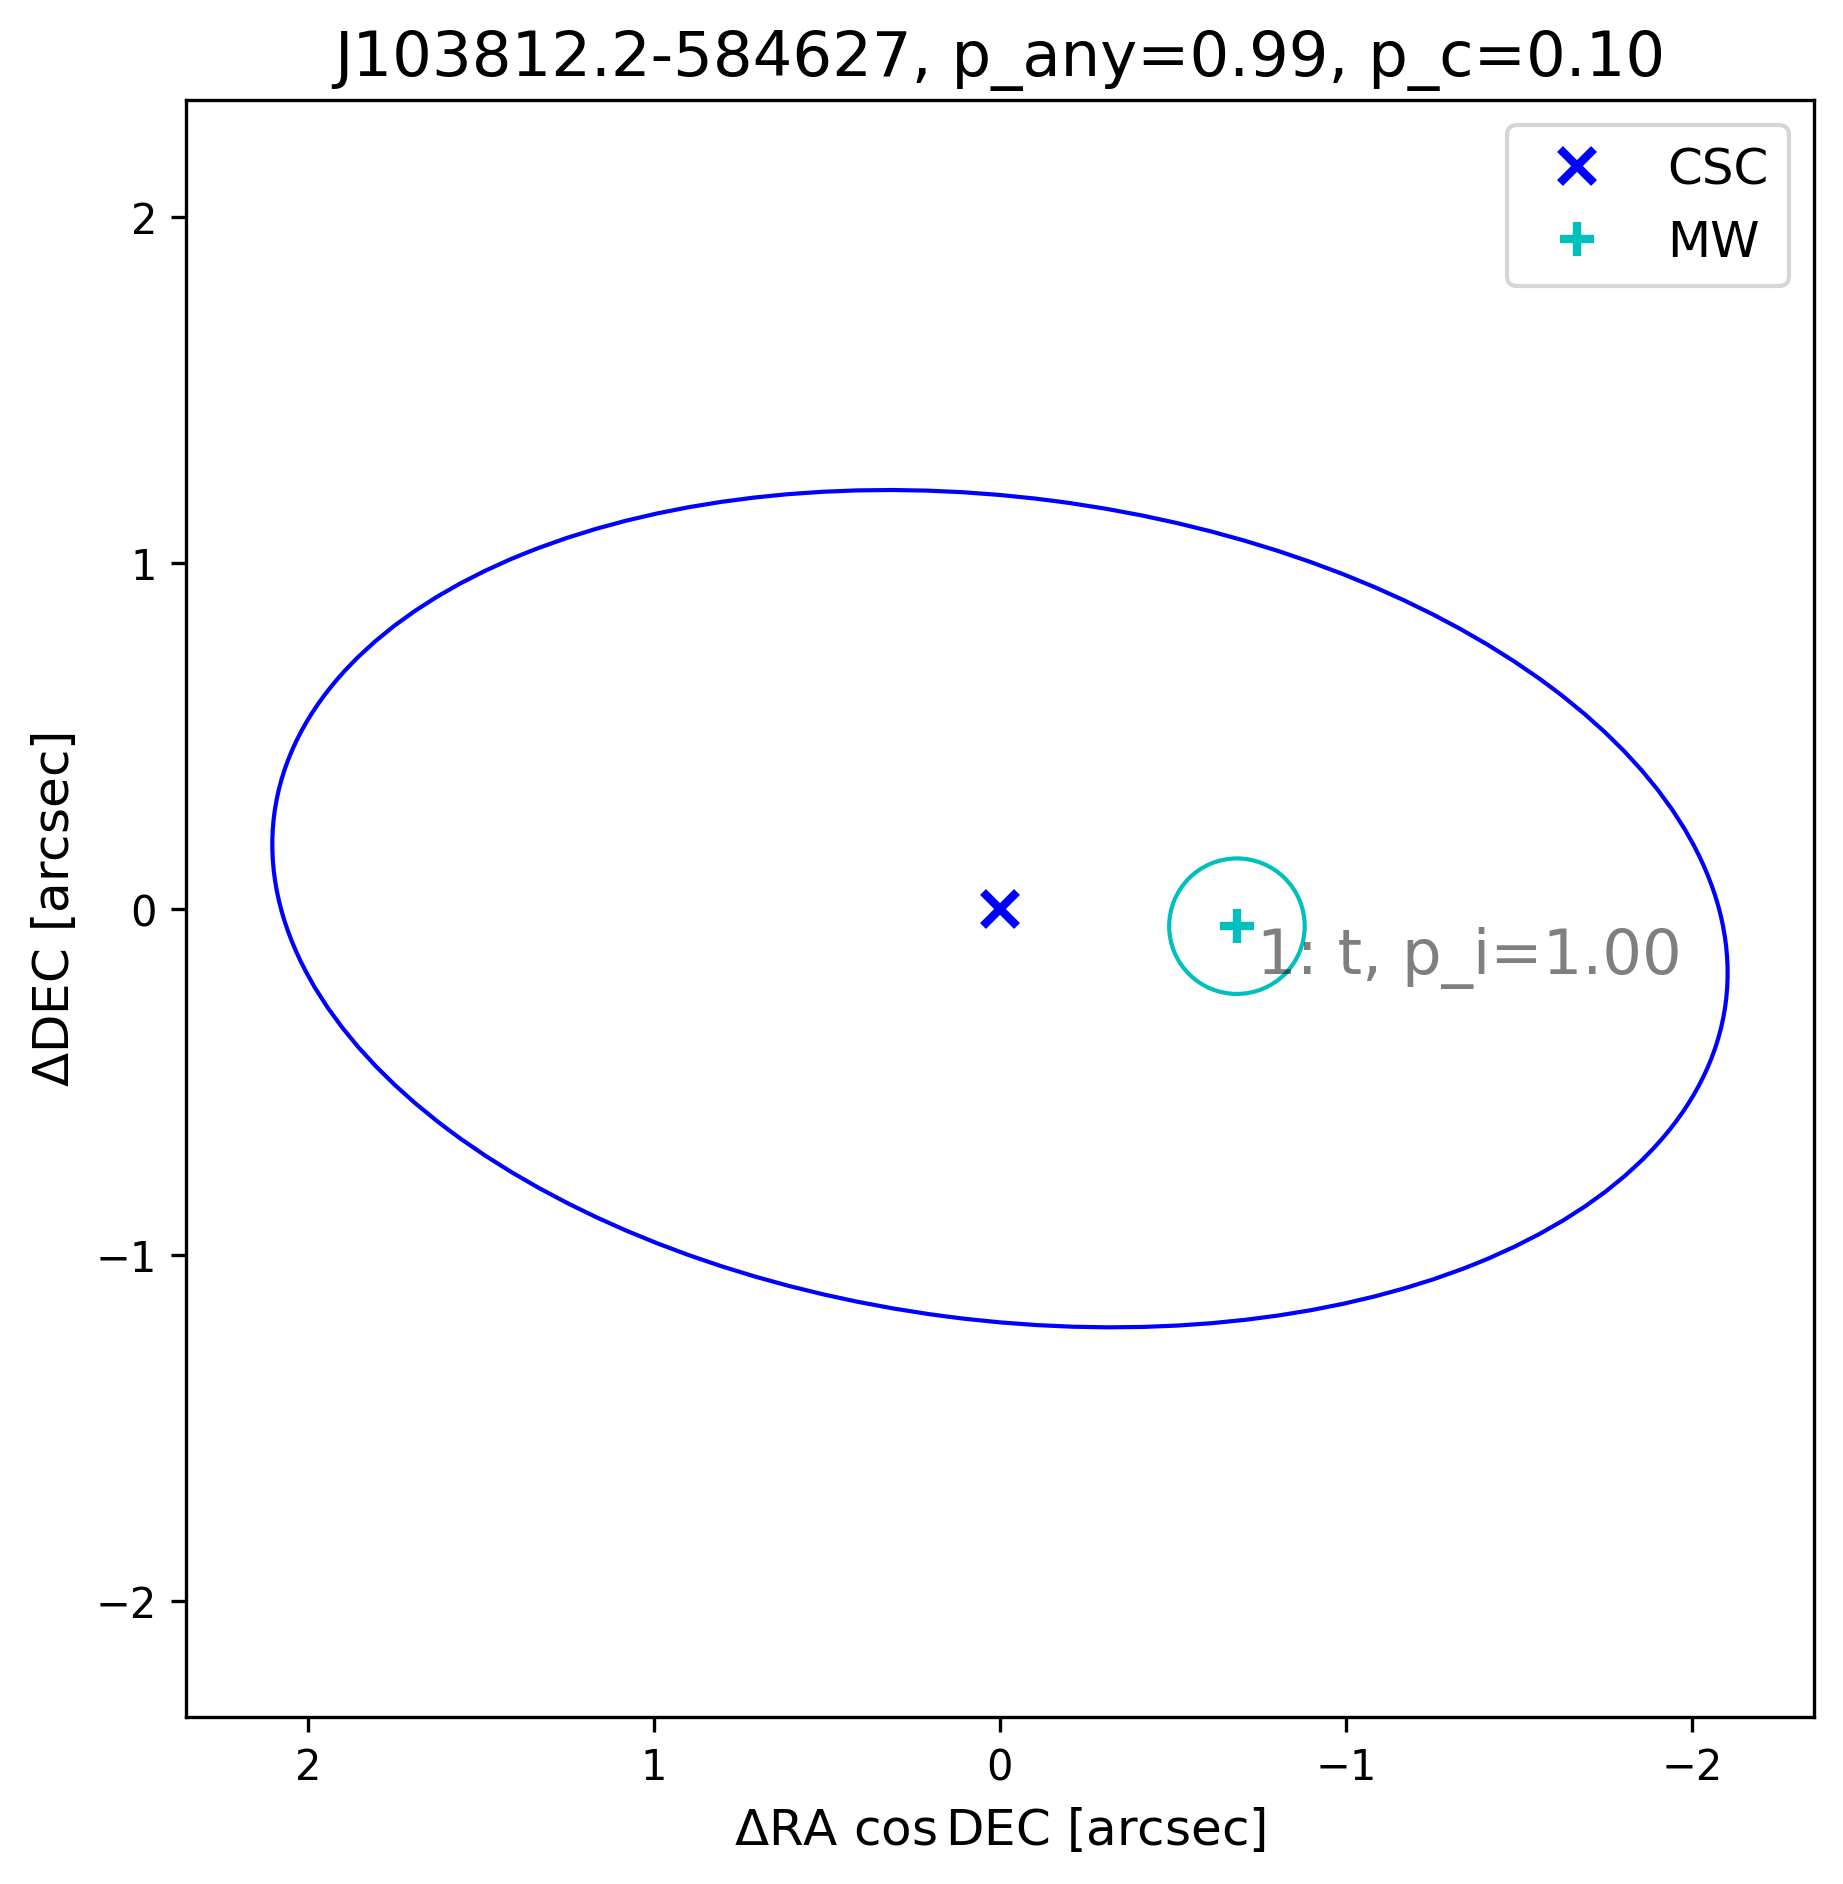 J103812.2-584627, p_any=0.99, p_c=0.10
CSC
MW
2
1
0
−1
−2
ΔDEC [arcsec]
1: t, p_i=1.00
2
1
0
−1
−2
ΔRA cos DEC [arcsec]